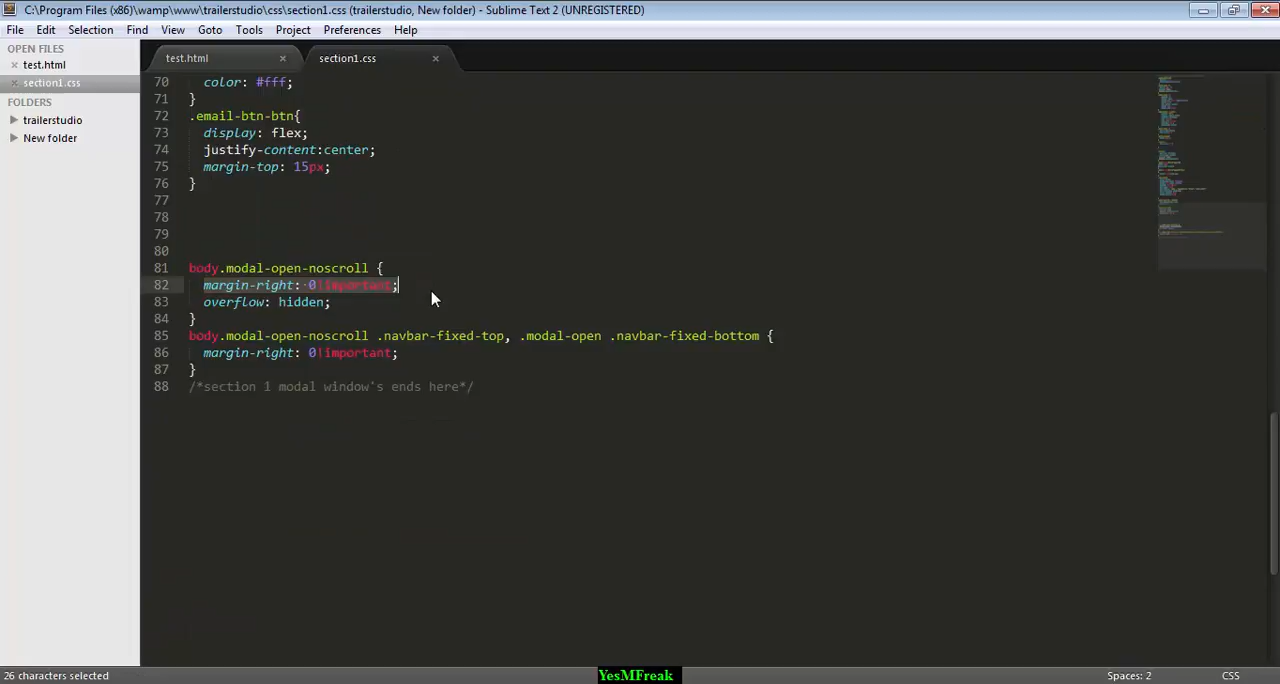 C:\Program Files (x86)\wamp\www\trailerstudio\css\section1.css (trailerstudio, New folder) - Sublime Text 2 (UNREGISTERED)
File Edit Selection Find View Goto Tools Project Preferences Help
OPEN FILES
test.html
section1.css
FOLDERS
trailerstudio
New folder
test.html section1.css
70 color: #fff;
71 }
72 .email-btn-btn{
73 display: flex;
74 justify-content:center;
75 margin-top: 15px;
76 }
77
78
79
80
81 body.modal-open-noscroll {
82 margin-right: 0!important;
83 overflow: hidden;
84 }
85 body.modal-open-noscroll .navbar-fixed-top, .modal-open .navbar-fixed-bottom {
86 margin-right: 0!important;
87 }
88 /*section 1 modal window's ends here*/
26 characters selected YesMFreak Spaces: 2 CSS